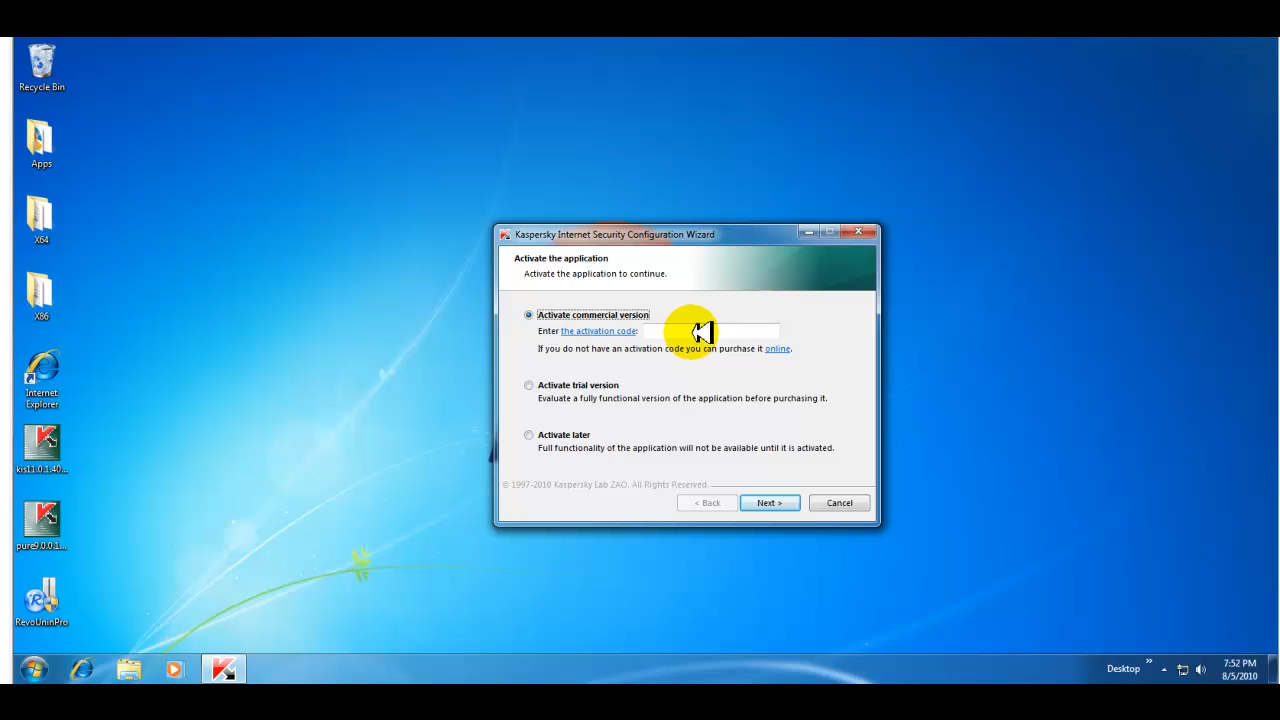 Recycle Bin
Apps
X64
X86
Internet
Explorer
kis11.0.1.40...
pure9.0.0.1...
RevoUninPro
Kaspersky Internet Security Configuration Wizard
Activate the application
Activate the application to continue.
Activate commercial version
Enter the activation code:
If you do not have an activation code you can purchase it online.
Activate trial version
Evaluate a fully functional version of the application before purchasing it.
Activate later
Full functionality of the application will not be available until it is activated.
© 1997-2010 Kaspersky Lab ZAO. All Rights Reserved.
< Back
Next >
Cancel
Desktop
7:52 PM
8/5/2010